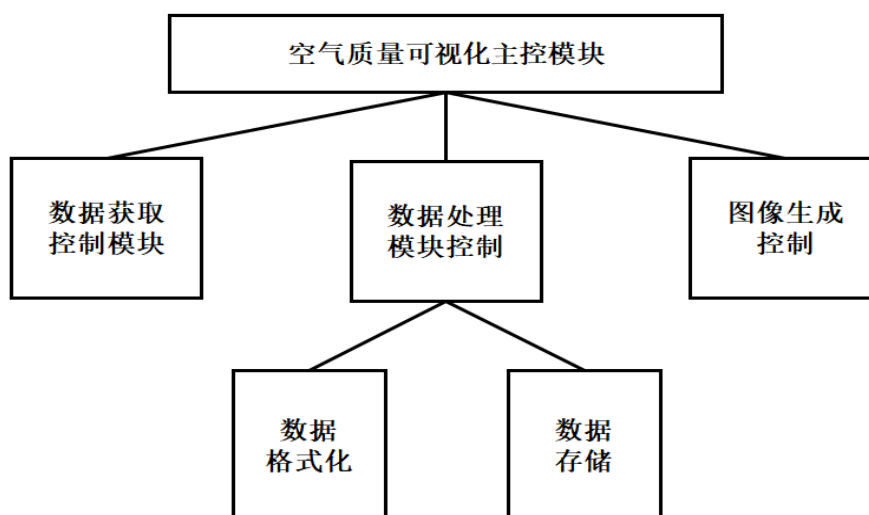 空气质量可视化主控模块
数据获取
控制模块
数据处理
模块控制
图像生成
控制
数据
格式化
数据
存储